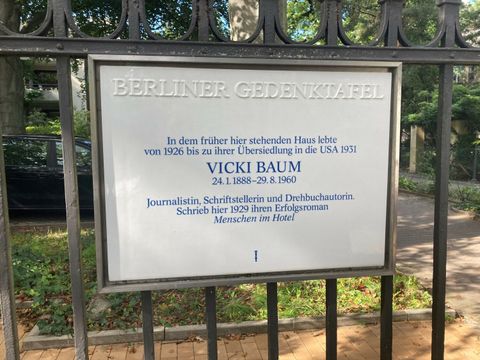 BERLINER GEDENKTAFEL
In dem früher hier stehenden Haus lebte
von 1926 bis zu ihrer Übersiedlung in die USA 1931
VICKI BAUM
24.1.1888–29.8.1960
Journalistin, Schriftstellerin und Drehbuchautorin.
Schrieb hier 1929 ihren Erfolgsroman
Menschen im Hotel